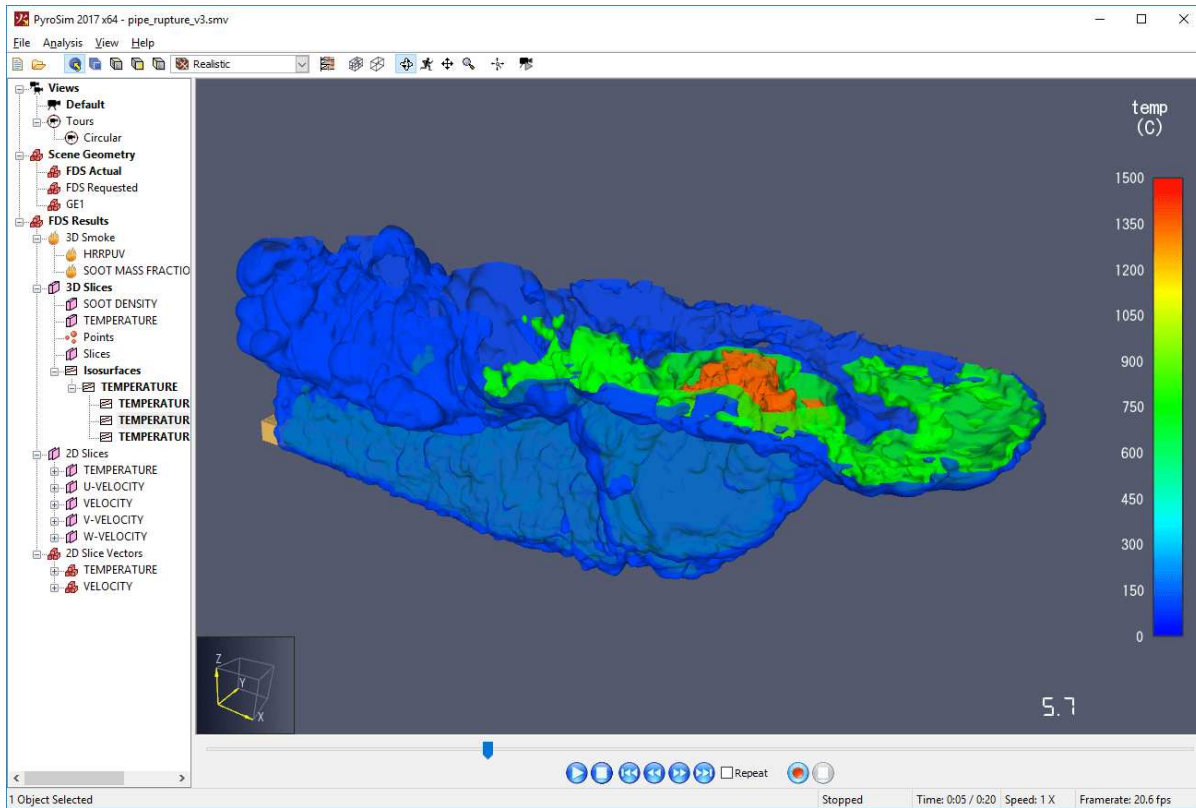 PyroSim 2017 x64 - pipe_rupture_v3.smv
File Analysis View Help
Realistic
Views
Default
Tours
Circular
Scene Geometry
FDS Actual
FDS Requested
GE1
FDS Results
3D Smoke
HRRPUV
SOOT MASS FRACTIO
3D Slices
SOOT DENSITY
TEMPERATURE
Points
Slices
Isosurfaces
TEMPERATURE
TEMPERATUR
TEMPERATUR
TEMPERATUR
2D Slices
TEMPERATURE
U-VELOCITY
VELOCITY
V-VELOCITY
W-VELOCITY
2D Slice Vectors
TEMPERATURE
VELOCITY
temp
(C)
1500
1350
1200
1050
900
750
600
450
300
150
0
Z
Y
X
5.7
Repeat
1 Object Selected
Stopped
Time: 0:05 / 0:20
Speed: 1 X
Framerate: 20.6 fps